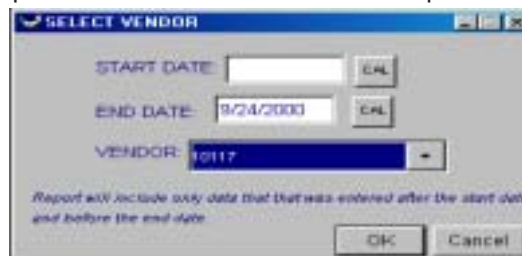 SELECT VENDOR
START DATE CAL
END DATE 9/24/2000 CAL
VENDOR 10117
Report will include only data that that was entered after the start dat
and before the end date
OK Cancel